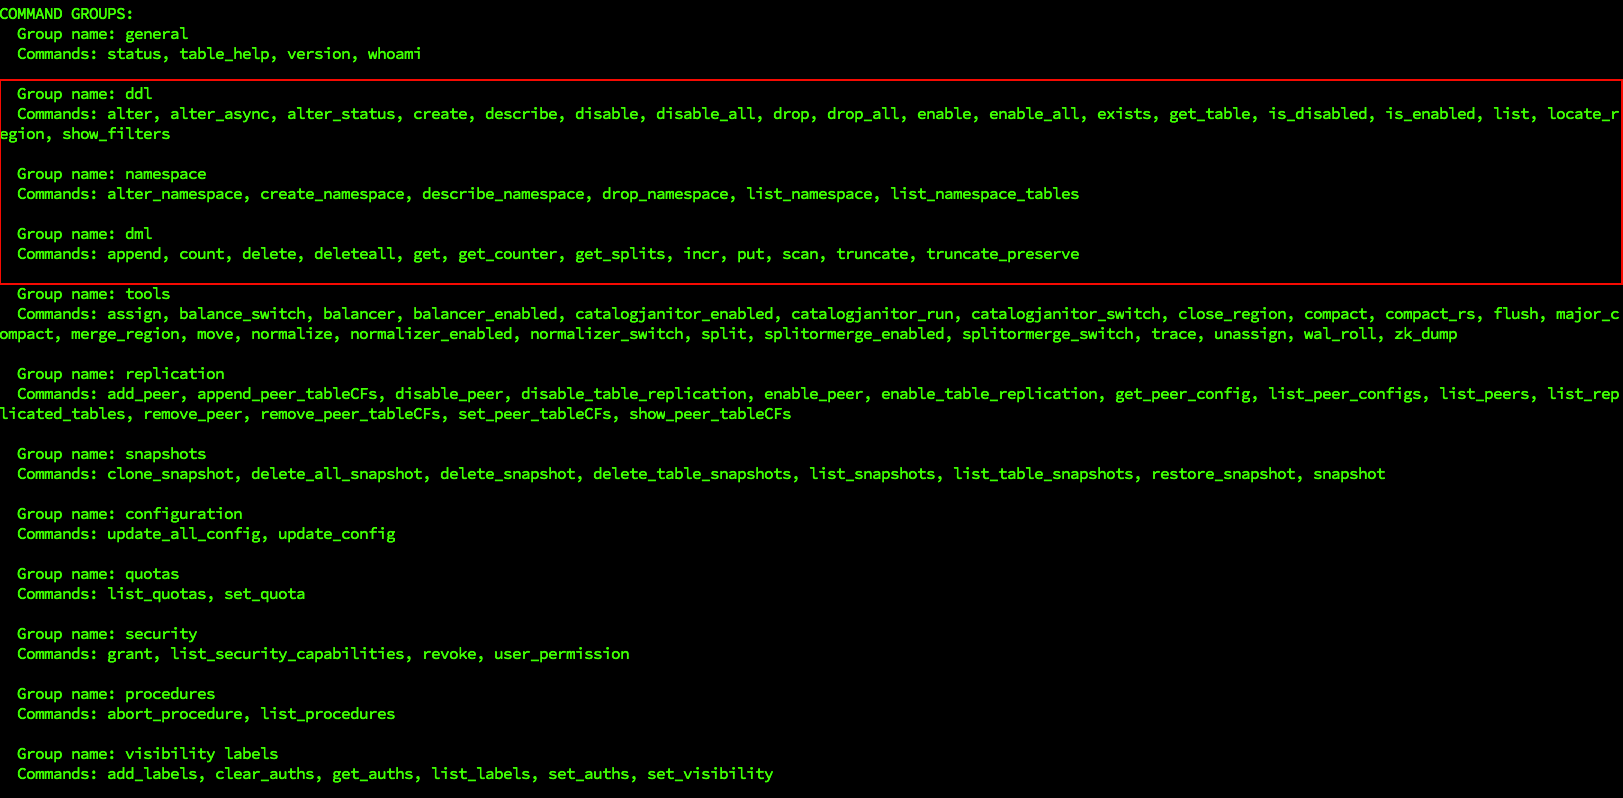 COMMAND GROUPS:
  Group name: general
  Commands: status, table_help, version, whoami

  Group name: ddl
  Commands: alter, alter_async, alter_status, create, describe, disable, disable_all, drop, drop_all, enable, enable_all, exists, get_table, is_disabled, is_enabled, list, locate_r
egion, show_filters

  Group name: namespace
  Commands: alter_namespace, create_namespace, describe_namespace, drop_namespace, list_namespace, list_namespace_tables

  Group name: dml
  Commands: append, count, delete, deleteall, get, get_counter, get_splits, incr, put, scan, truncate, truncate_preserve

  Group name: tools
  Commands: assign, balance_switch, balancer, balancer_enabled, catalogjanitor_enabled, catalogjanitor_run, catalogjanitor_switch, close_region, compact, compact_rs, flush, major_c
ompact, merge_region, move, normalize, normalizer_enabled, normalizer_switch, split, splitormerge_enabled, splitormerge_switch, trace, unassign, wal_roll, zk_dump

  Group name: replication
  Commands: add_peer, append_peer_tableCFs, disable_peer, disable_table_replication, enable_peer, enable_table_replication, get_peer_config, list_peer_configs, list_peers, list_rep
licated_tables, remove_peer, remove_peer_tableCFs, set_peer_tableCFs, show_peer_tableCFs

  Group name: snapshots
  Commands: clone_snapshot, delete_all_snapshot, delete_snapshot, delete_table_snapshots, list_snapshots, list_table_snapshots, restore_snapshot, snapshot

  Group name: configuration
  Commands: update_all_config, update_config

  Group name: quotas
  Commands: list_quotas, set_quota

  Group name: security
  Commands: grant, list_security_capabilities, revoke, user_permission

  Group name: procedures
  Commands: abort_procedure, list_procedures

  Group name: visibility labels
  Commands: add_labels, clear_auths, get_auths, list_labels, set_auths, set_visibility